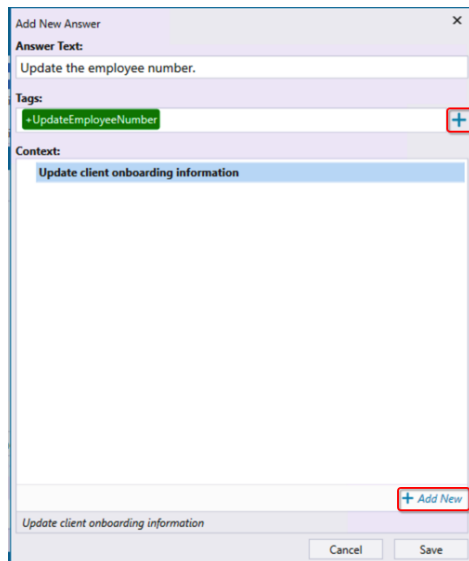 Add New Answer
Answer Text:
Update the employee number.
Tags:
+UpdateEmployeeNumber
Context:
Update client onboarding information
+ Add New
Update client onboarding information
Cancel Save